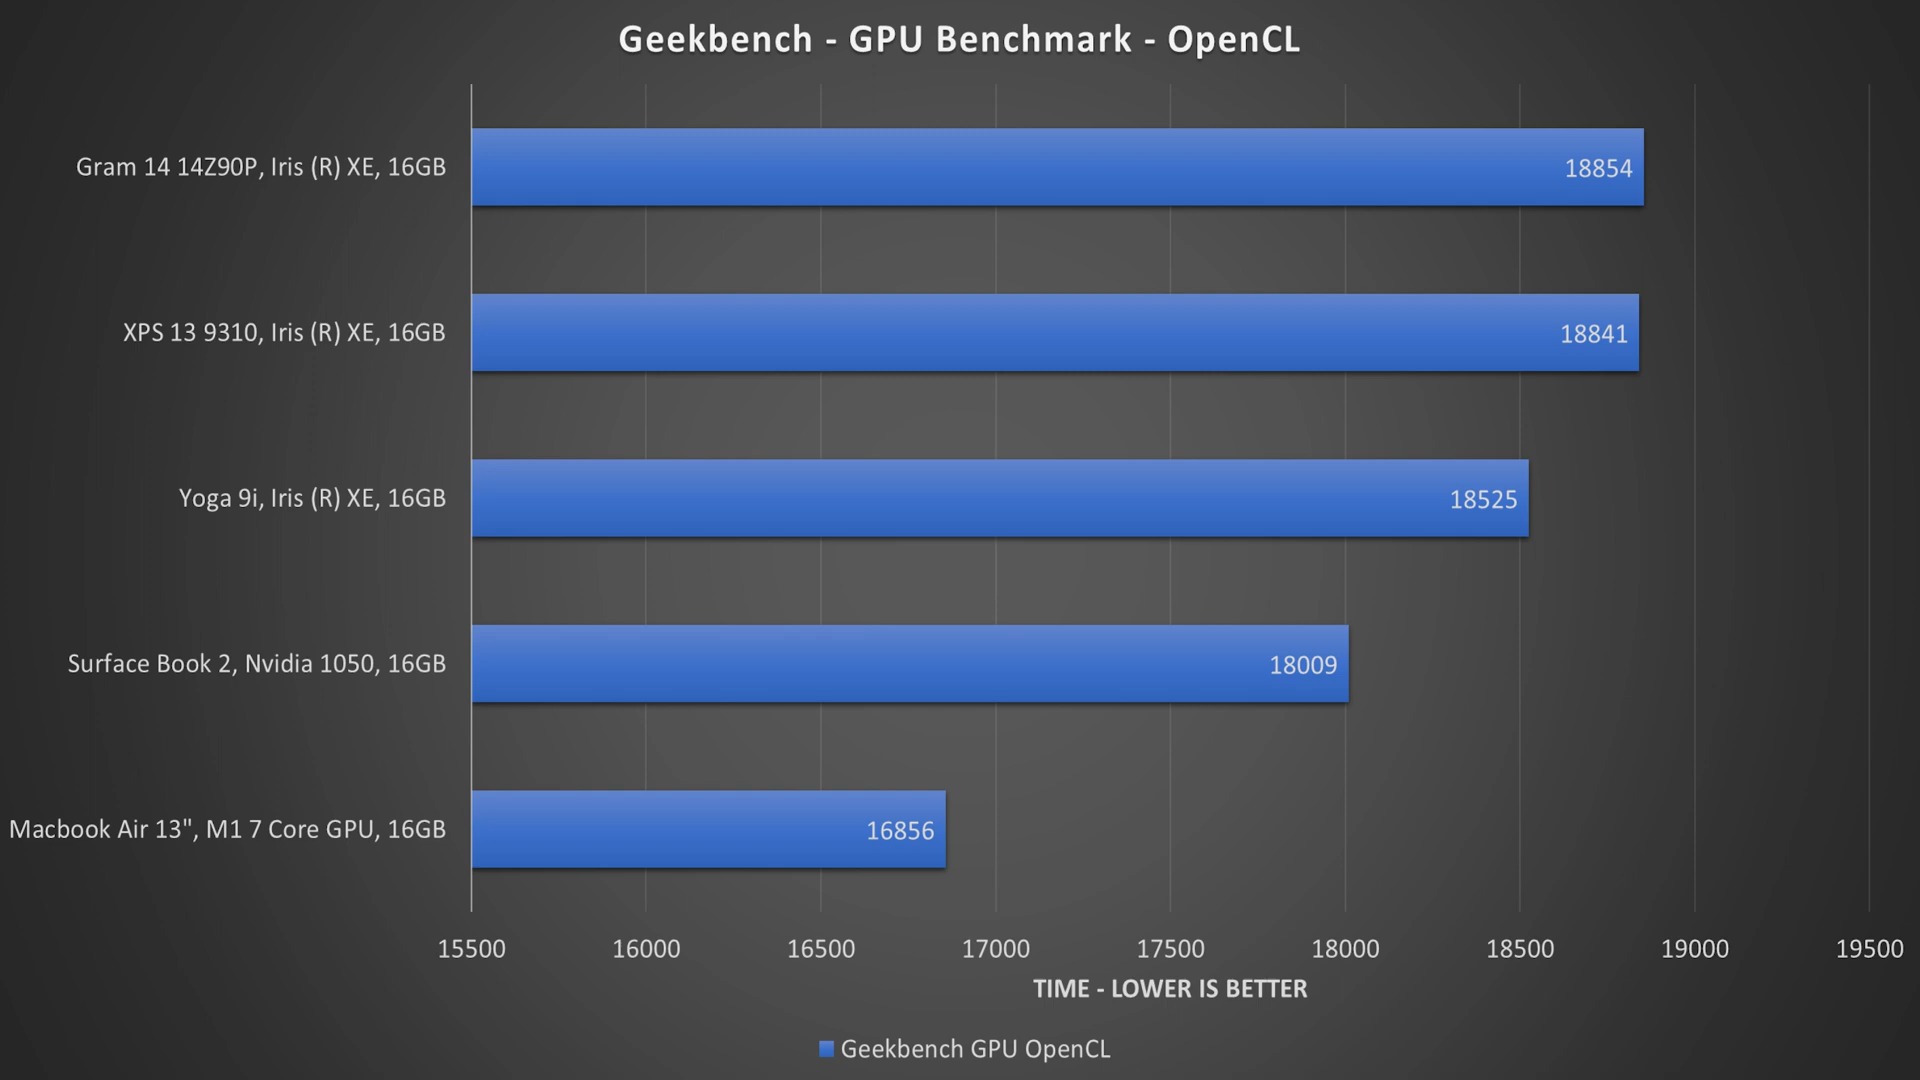 Geekbench - GPU Benchmark - OpenCL
Gram 14 14Z90P, Iris (R) XE, 16GB
18854
XPS 13 9310, Iris (R) XE, 16GB
18841
Yoga 9i, Iris (R) XE, 16GB
18525
Surface Book 2, Nvidia 1050, 16GB
18009
Macbook Air 13", M1 7 Core GPU, 16GB
16856
15500 16000 16500 17000 17500 18000 18500 19000 19500
TIME - LOWER IS BETTER
Geekbench GPU OpenCL